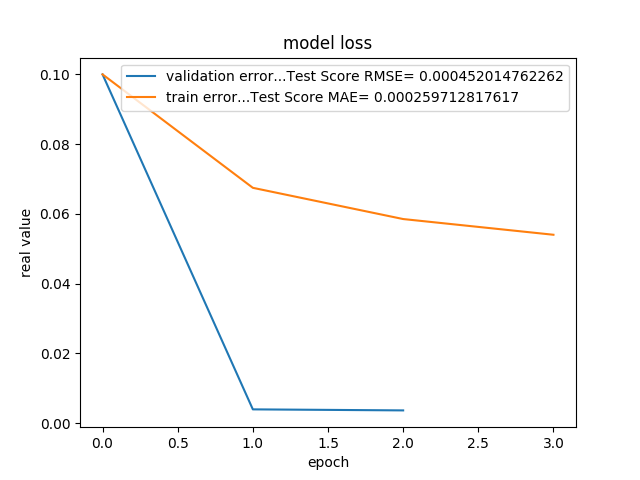 model loss
validation error...Test Score RMSE= 0.000452014762262
train error...Test Score MAE= 0.000259712817617
real value
0.10
0.08
0.06
0.04
0.02
0.00
0.0 0.5 1.0 1.5 2.0 2.5 3.0
epoch